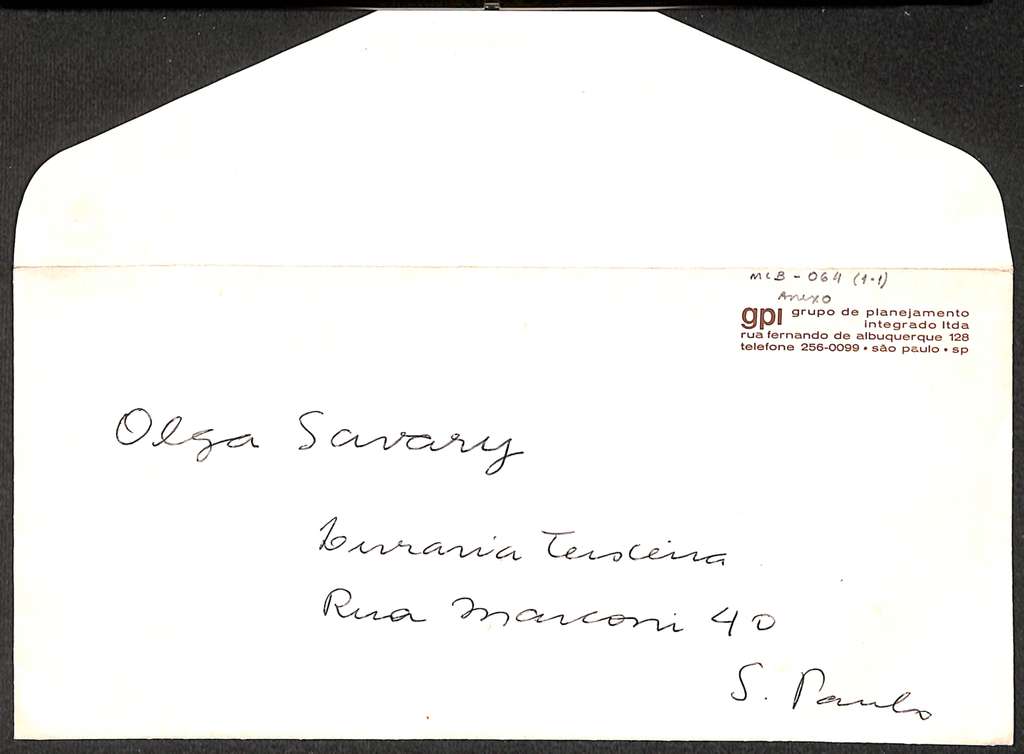 MLB - 064 (1-1)
Anexo
gpi grupo de planejamento
integrado ltda
rua fernando de albuquerque 128
telefone 256-0099 • são paulo • sp
Olga Savary
Livraria Teixeira
Rua Marconi 40
S. Paulo